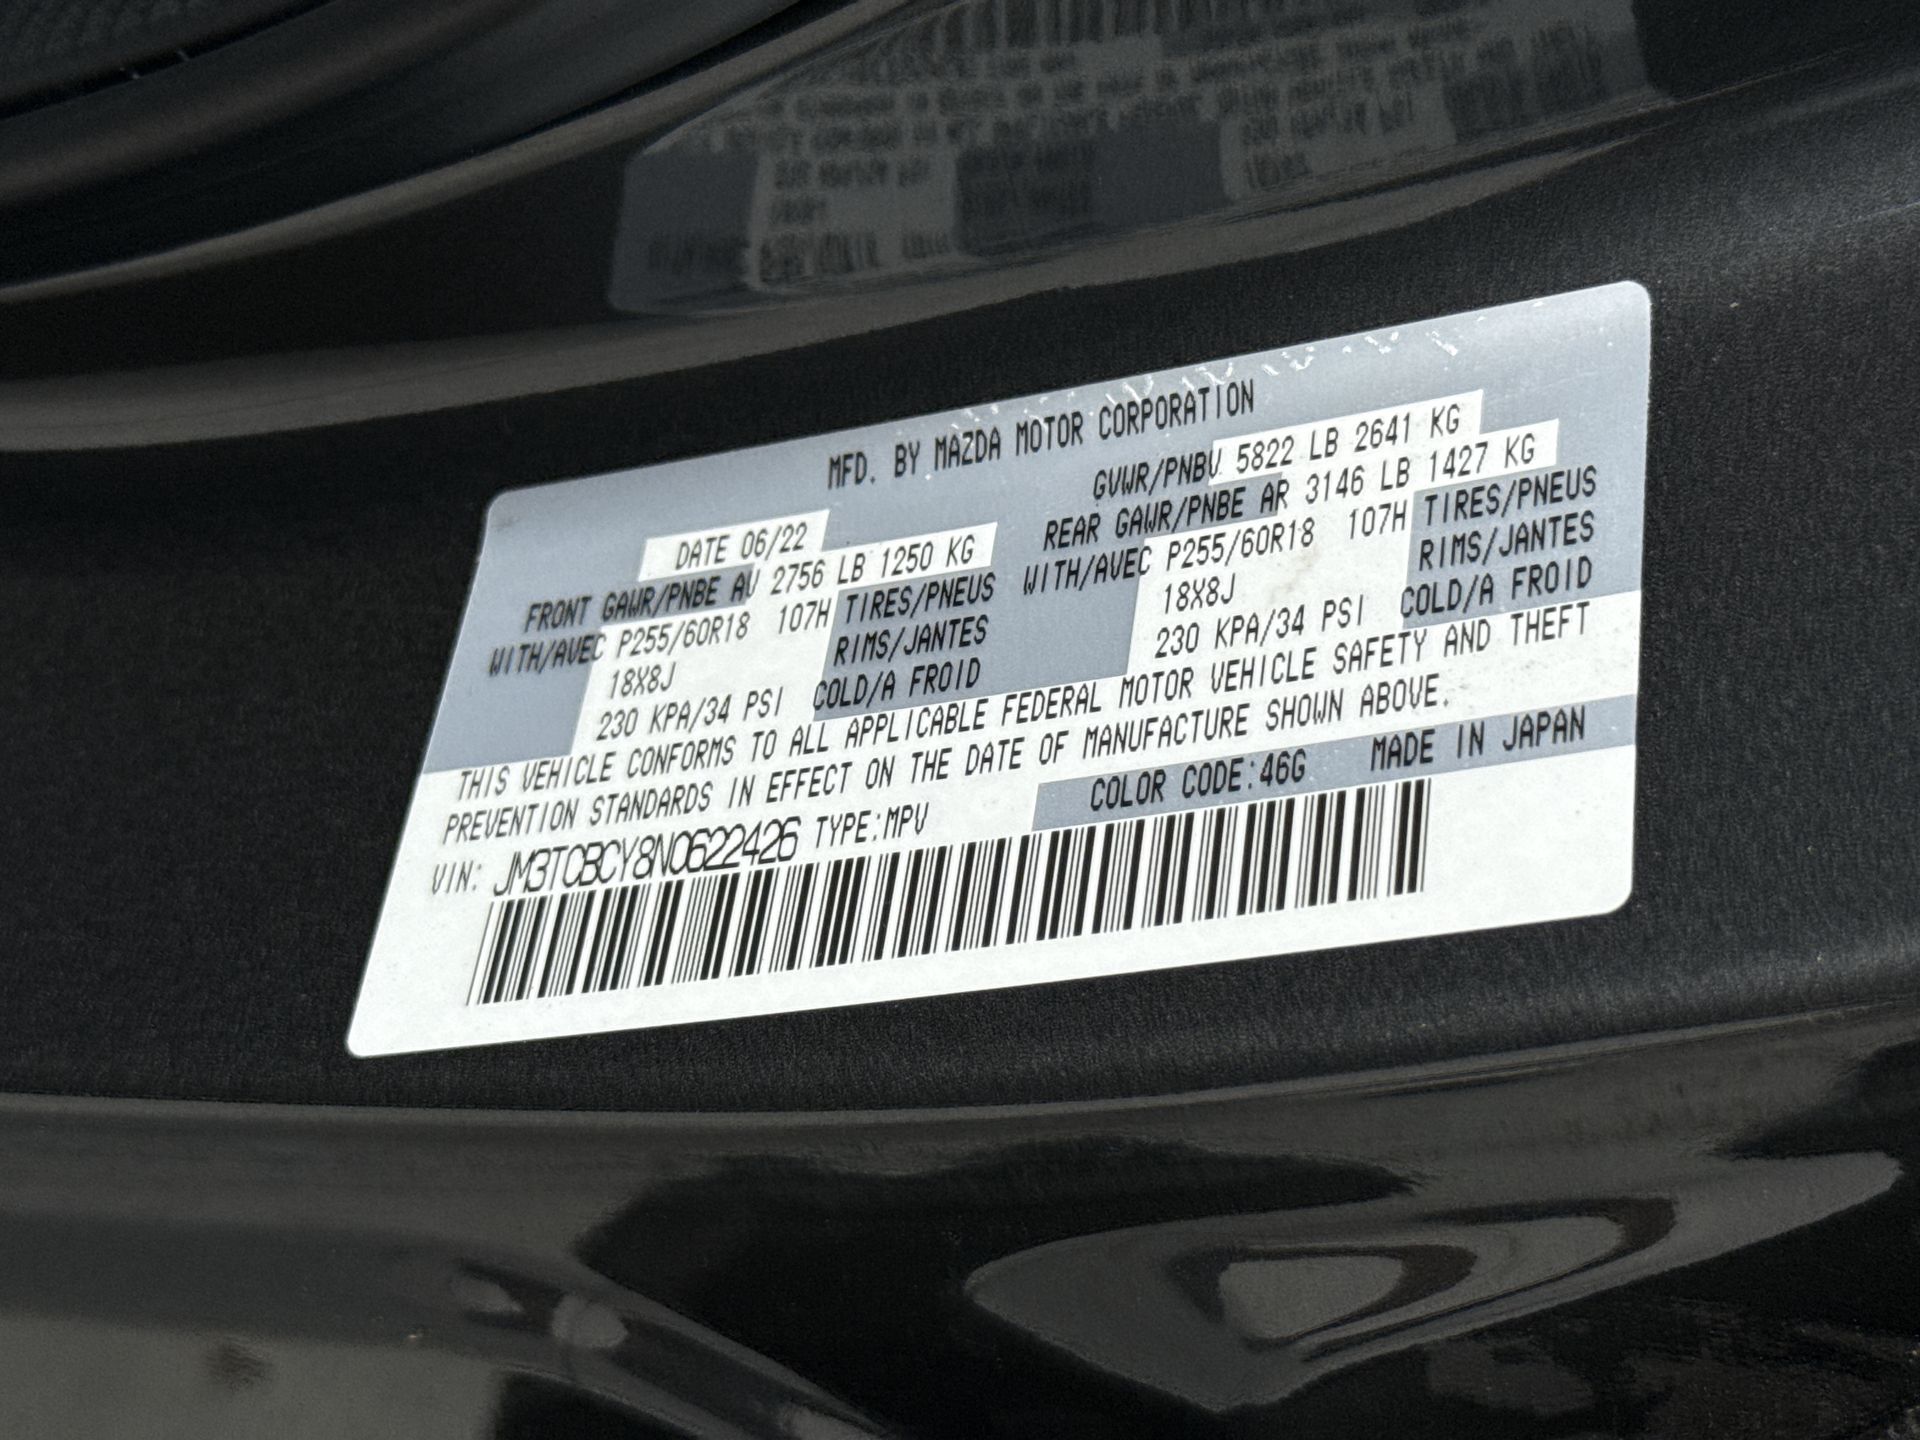 MFD. BY MAZDA MOTOR CORPORATION
DATE 06/22 GVWR/PNBV 5822 LB 2641 KG
FRONT GAWR/PNBE AV 2756 LB 1250 KG REAR GAWR/PNBE AR 3146 LB 1427 KG
WITH/AVEC P255/60R18 107H TIRES/PNEUS WITH/AVEC P255/60R18 107H TIRES/PNEUS
18X8J RIMS/JANTES 18X8J RIMS/JANTES
230 KPA/34 PSI COLD/A FROID 230 KPA/34 PSI COLD/A FROID
THIS VEHICLE CONFORMS TO ALL APPLICABLE FEDERAL MOTOR VEHICLE SAFETY AND THEFT
PREVENTION STANDARDS IN EFFECT ON THE DATE OF MANUFACTURE SHOWN ABOVE.
VIN: JM3TCBCY8N0622426 TYPE:MPV COLOR CODE:46G MADE IN JAPAN